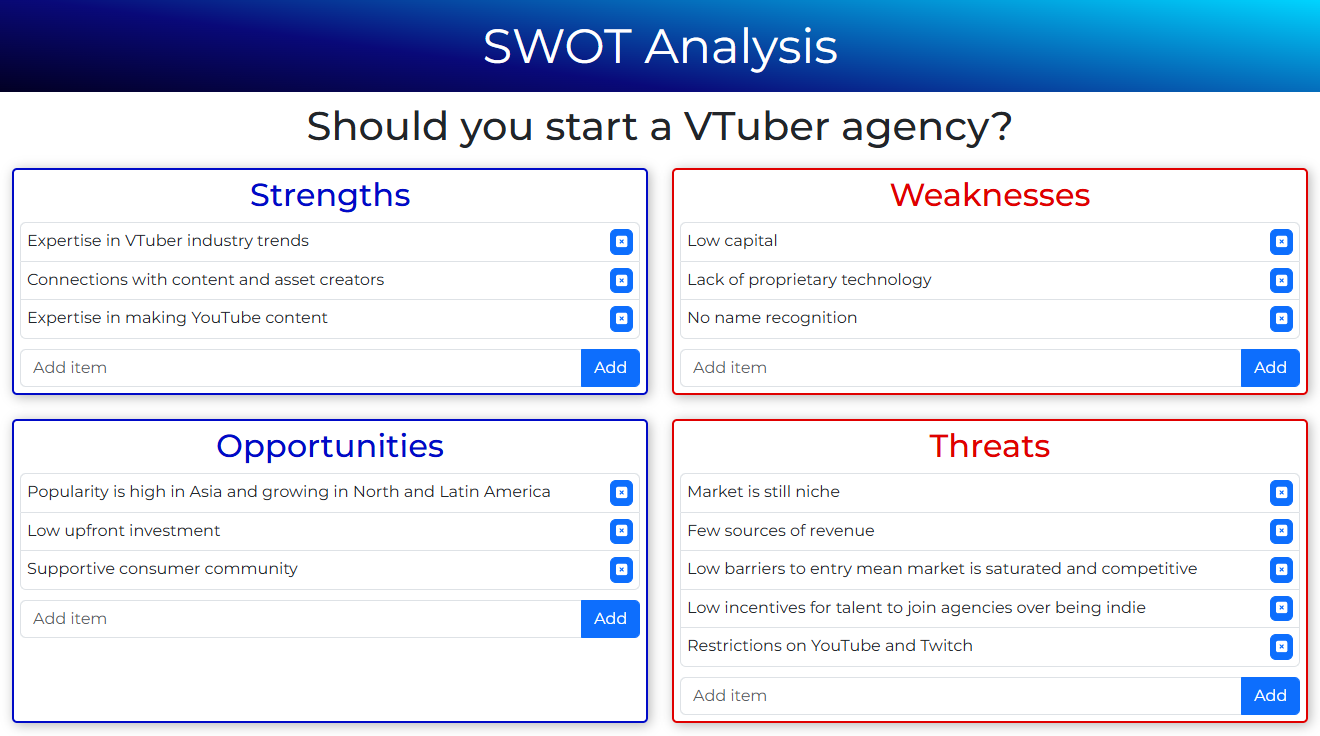 SWOT Analysis
Should you start a VTuber agency?
Strengths
Expertise in VTuber industry trends
Connections with content and asset creators
Expertise in making YouTube content
Add item
Add
Weaknesses
Low capital
Lack of proprietary technology
No name recognition
Add item
Add
Opportunities
Popularity is high in Asia and growing in North and Latin America
Low upfront investment
Supportive consumer community
Add item
Add
Threats
Market is still niche
Few sources of revenue
Low barriers to entry mean market is saturated and competitive
Low incentives for talent to join agencies over being indie
Restrictions on YouTube and Twitch
Add item
Add